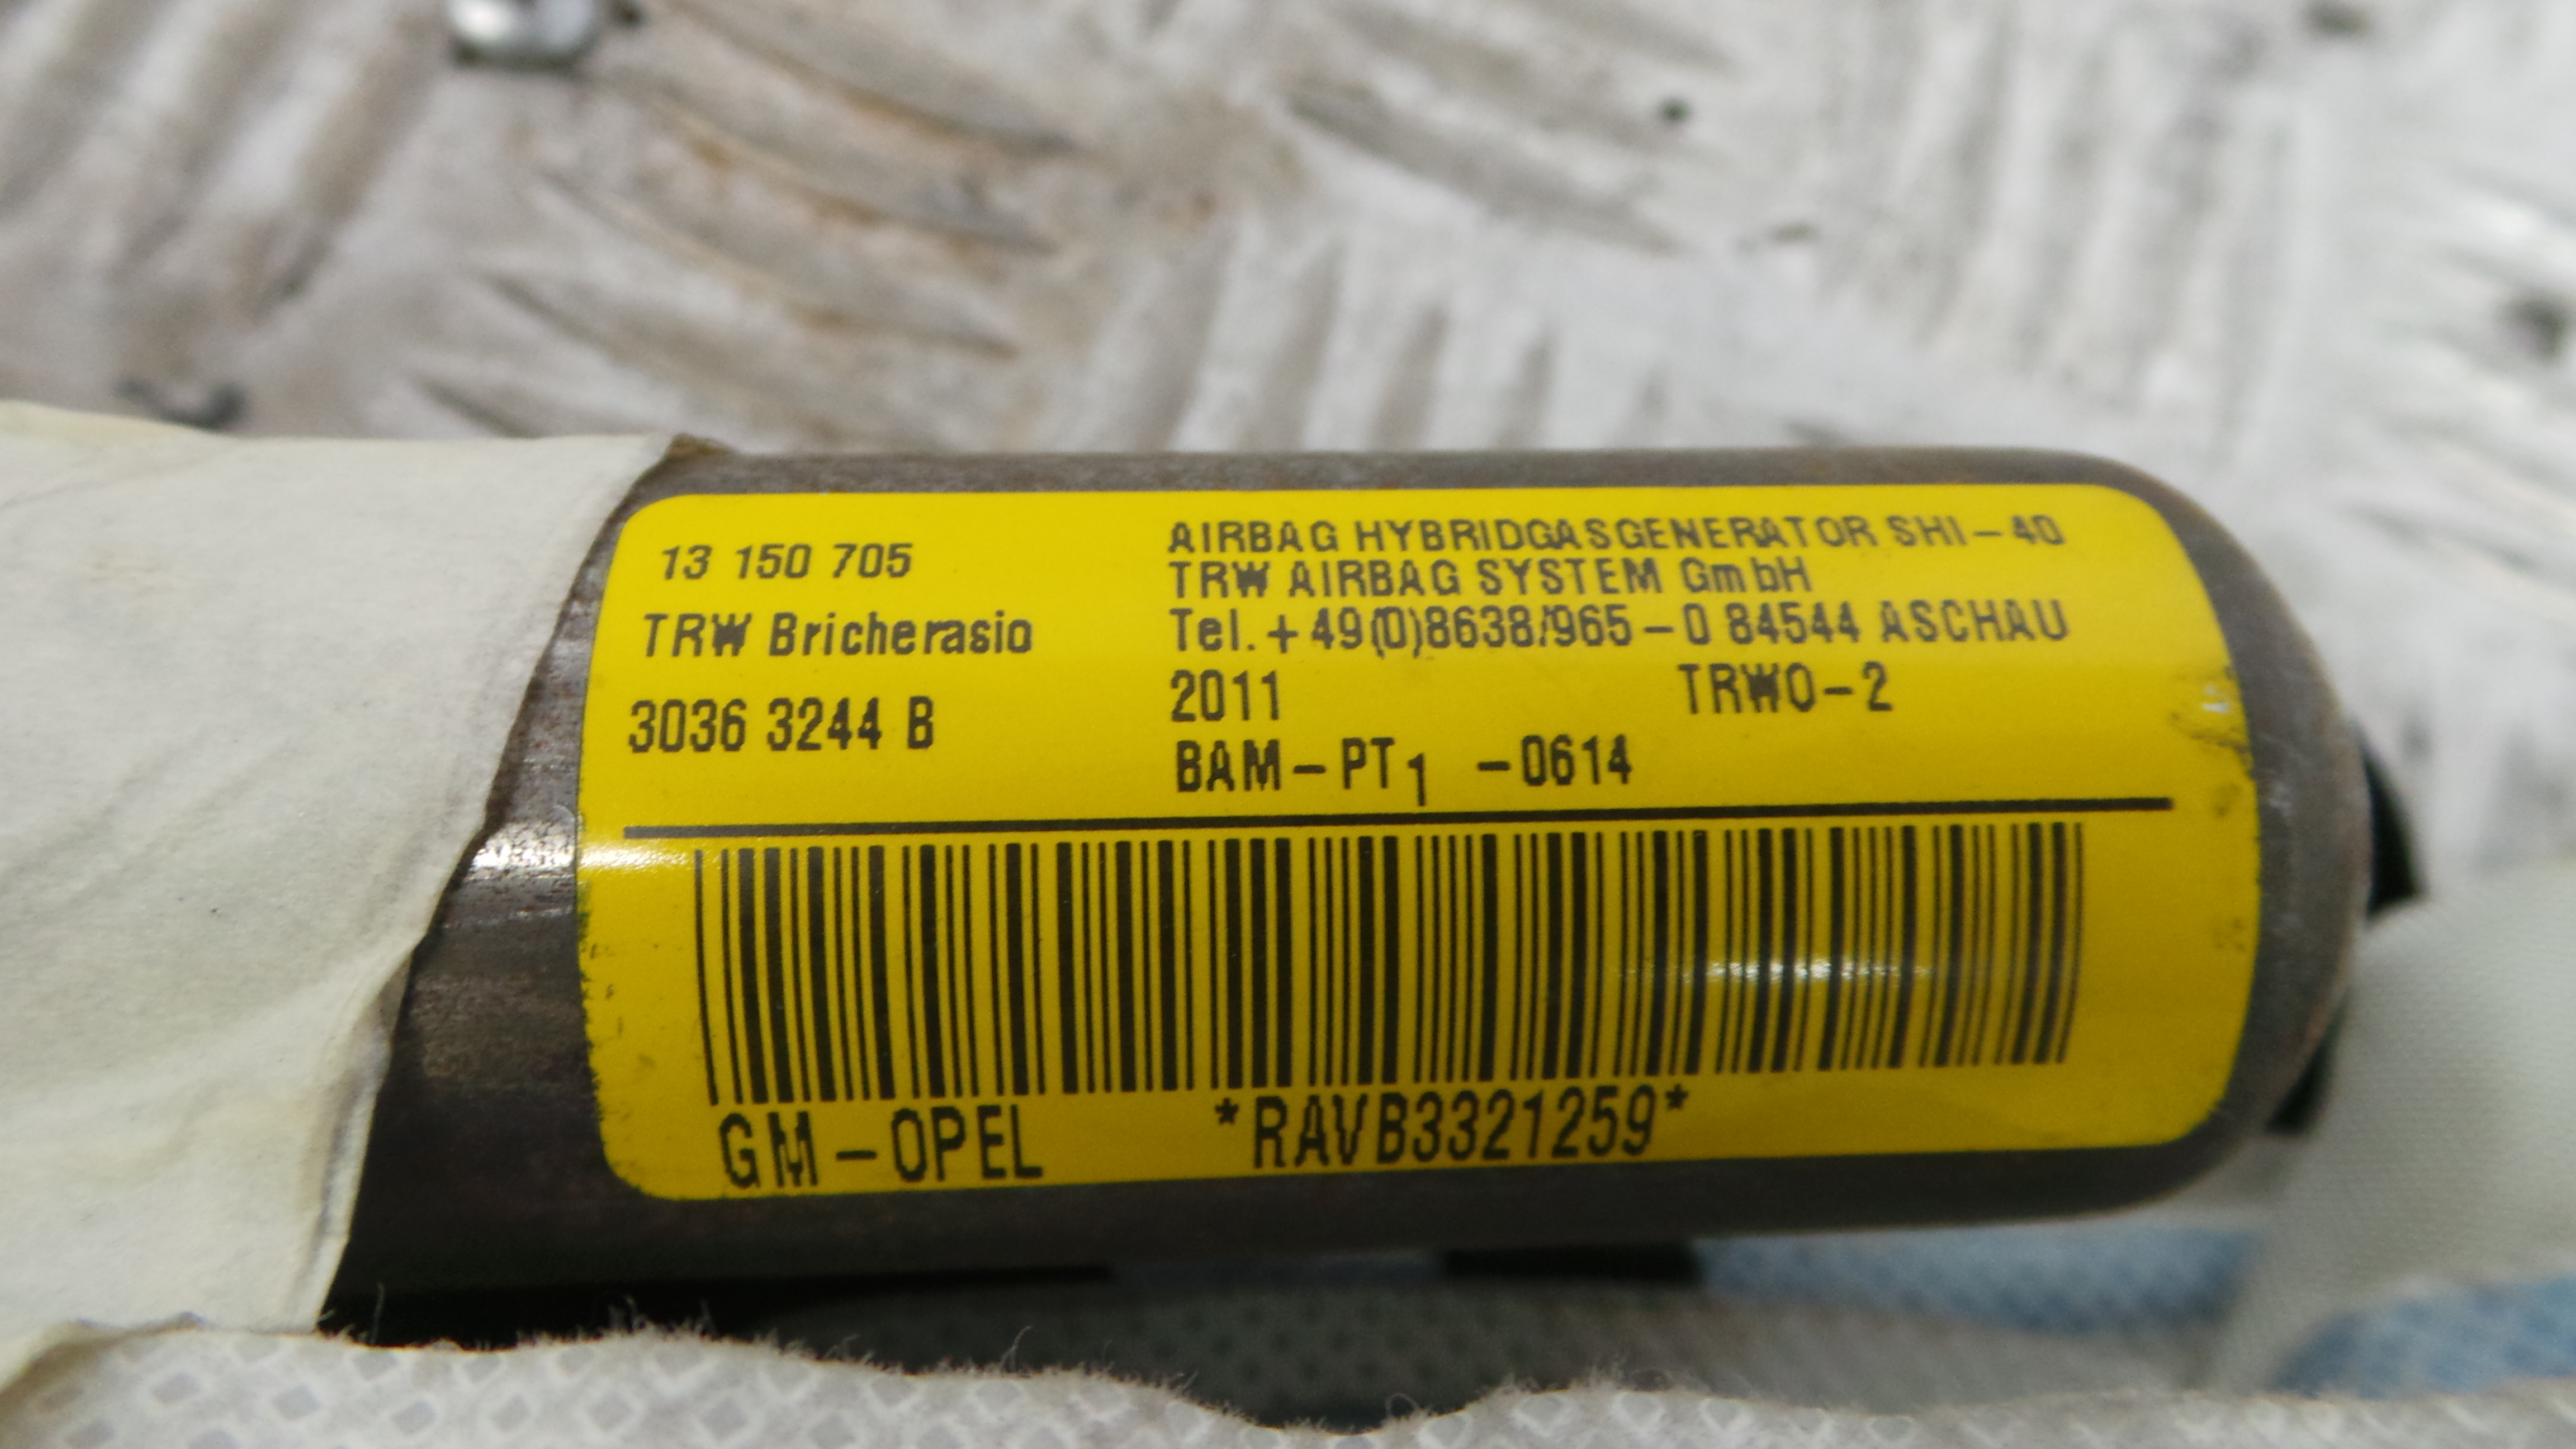 13 150 705
TRW Bricherasio
3036 3244 B
AIRBAG HYBRIDGASGENERATOR SHI-40
TRW AIRBAG SYSTEM GmbH
Tel. +49(0)8638/965-0 84544 ASCHAU
2011 TRWO-2
BAM-PT1 -0614
GM-OPEL *RAVB3321259*